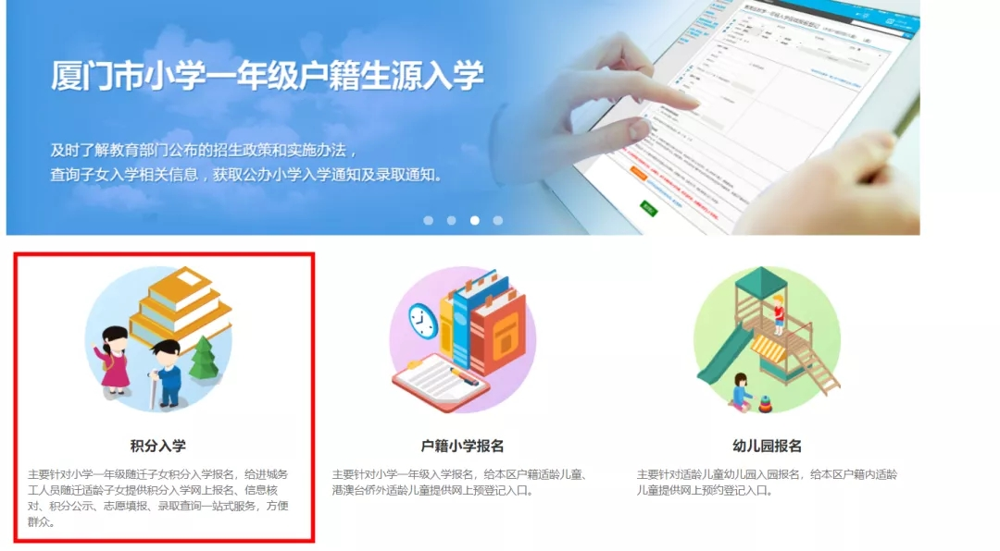 厦门市小学一年级户籍生源入学
及时了解教育部门公布的招生政策和实施办法，
查询子女入学相关信息，获取公办小学入学通知及录取通知。
积分入学
主要针对小学一年级随迁子女积分入学报名，给进城务
工人员随迁适龄子女提供积分入学网上报名、信息核
对、积分公示、志愿填报、录取查询一站式服务，方便
群众。
户籍小学报名
主要针对小学一年级入学报名，给本区户籍适龄儿童、
港澳台侨外适龄儿童提供网上预登记入口。
幼儿园报名
主要针对适龄儿童幼儿园入园报名，给本区户籍内适龄
儿童提供网上预约登记入口。